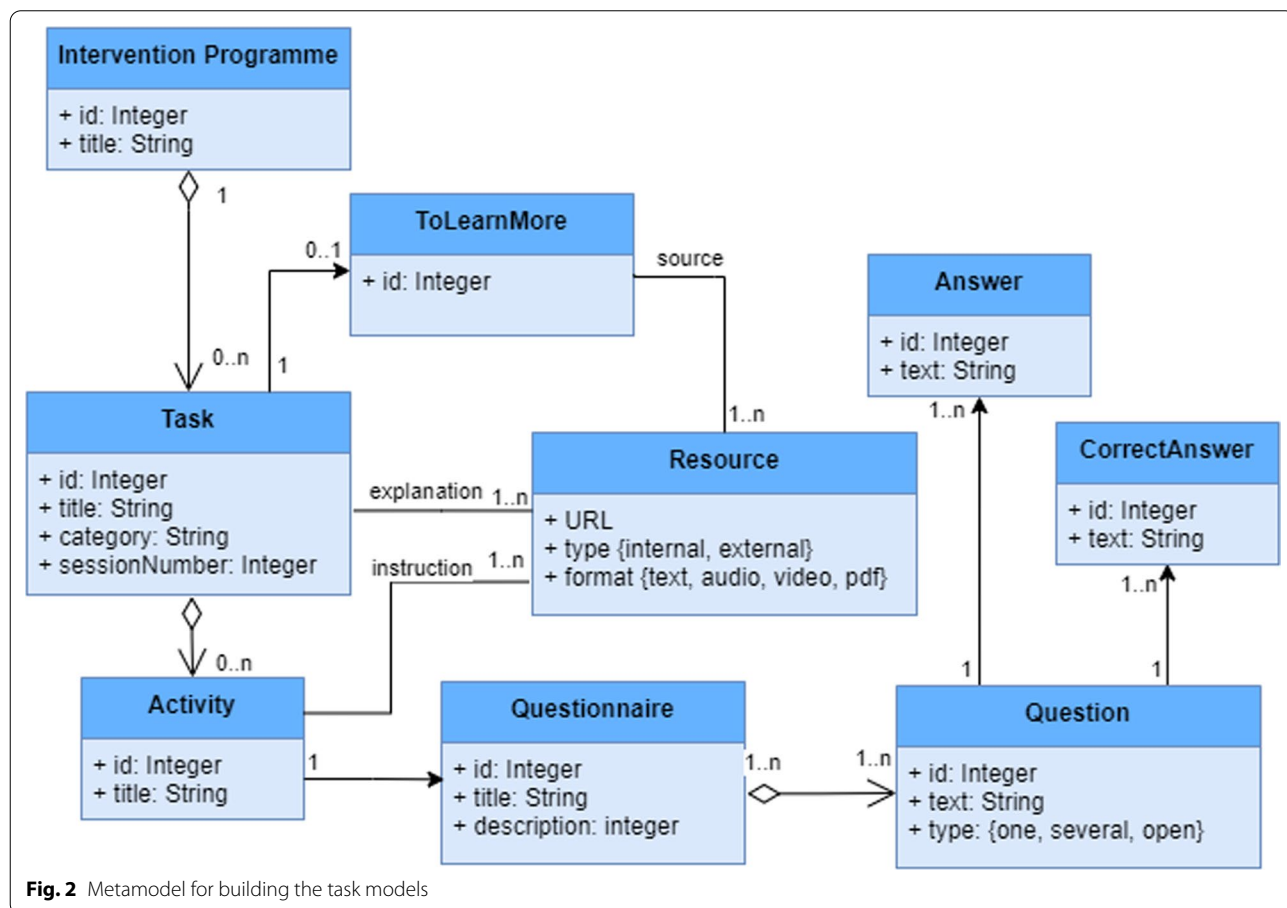 Intervention Programme
+ id: Integer
+ title: String
1
0..n
ToLearnMore
+ id: Integer
0..1
1
source
1..n
Answer
+ id: Integer
+ text: String
1..n
1
CorrectAnswer
+ id: Integer
+ text: String
1..n
1
Task
+ id: Integer
+ title: String
+ category: String
+ sessionNumber: Integer
explanation
1..n
instruction
1..n
Resource
+ URL
+ type {internal, external}
+ format {text, audio, video, pdf}
0..n
Activity
+ id: Integer
+ title: String
1
Questionnaire
+ id: Integer
+ title: String
+ description: integer
1..n
1..n
Question
+ id: Integer
+ text: String
+ type: {one, several, open}
Fig. 2 Metamodel for building the task models